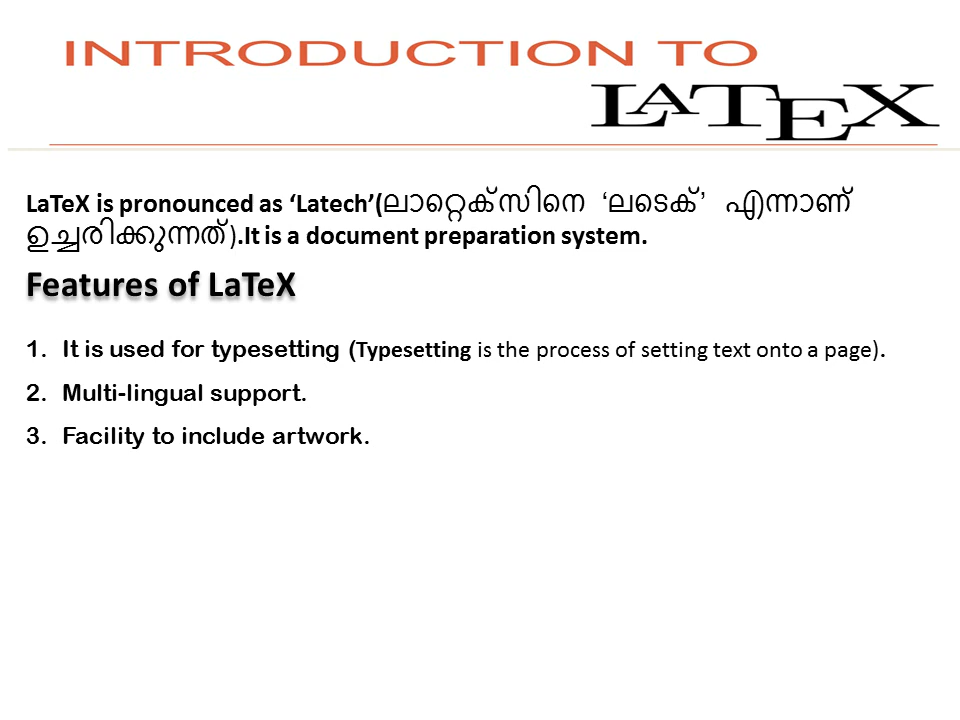 INTRODUCTION TO
LATEX
LaTeX is pronounced as ‘Latech’(ലാറ്റെക്സിനെ ‘ലടെക്’ എന്നാണ്
ഉച്ചരിക്കുന്നത്).It is a document preparation system.
Features of LaTeX
1. It is used for typesetting (Typesetting is the process of setting text onto a page).
2. Multi-lingual support.
3. Facility to include artwork.